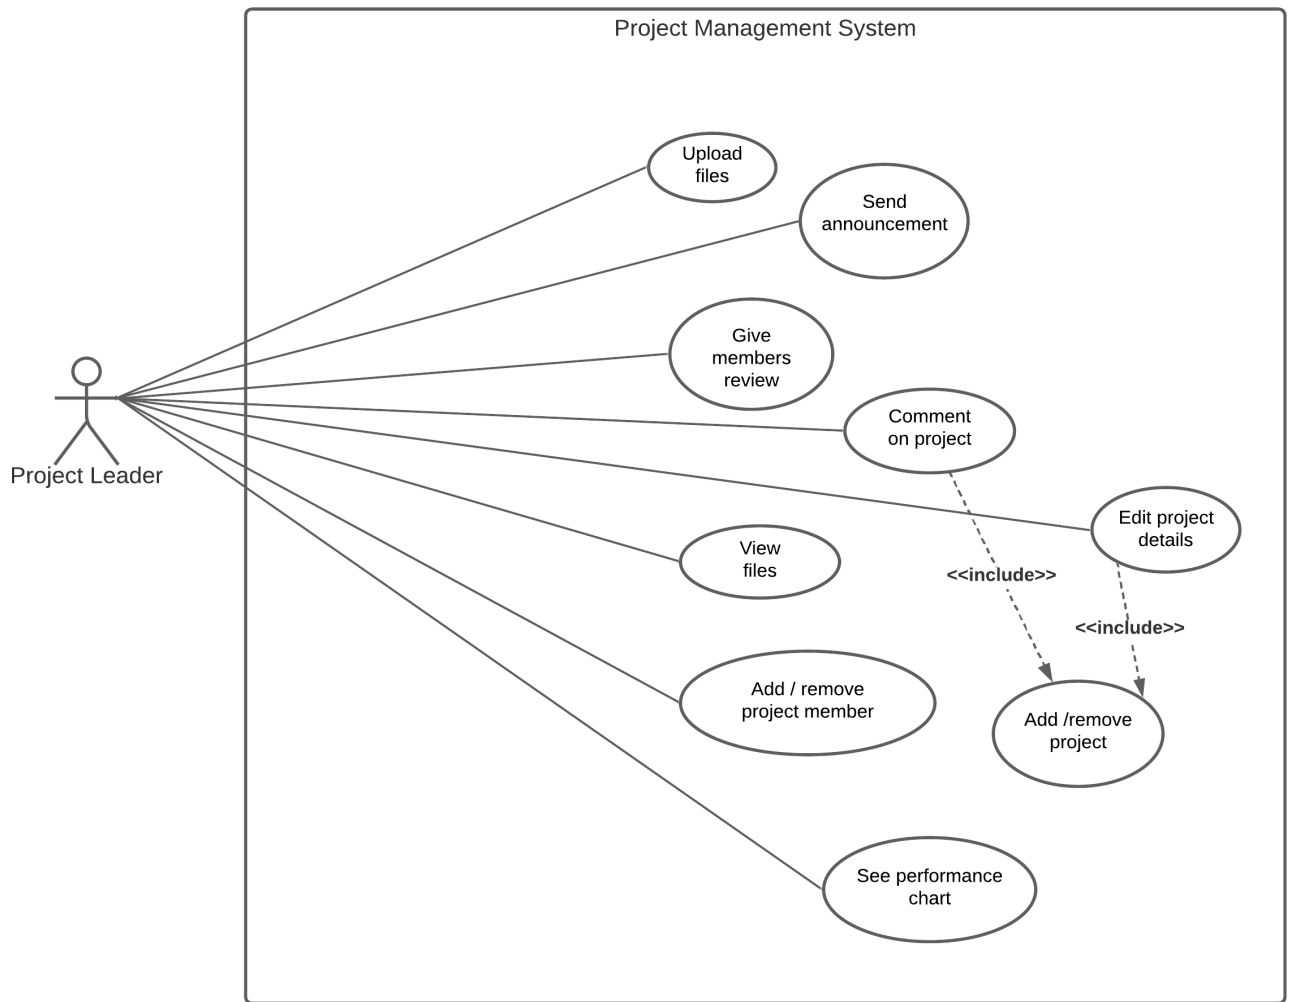 Project Management System
Upload
files
Send
announcement
Give
members
review
Comment
on project
Project Leader
Edit project
details
View
files
<<include>>
<<include>>
Add / remove
project member
Add /remove
project
See performance
chart